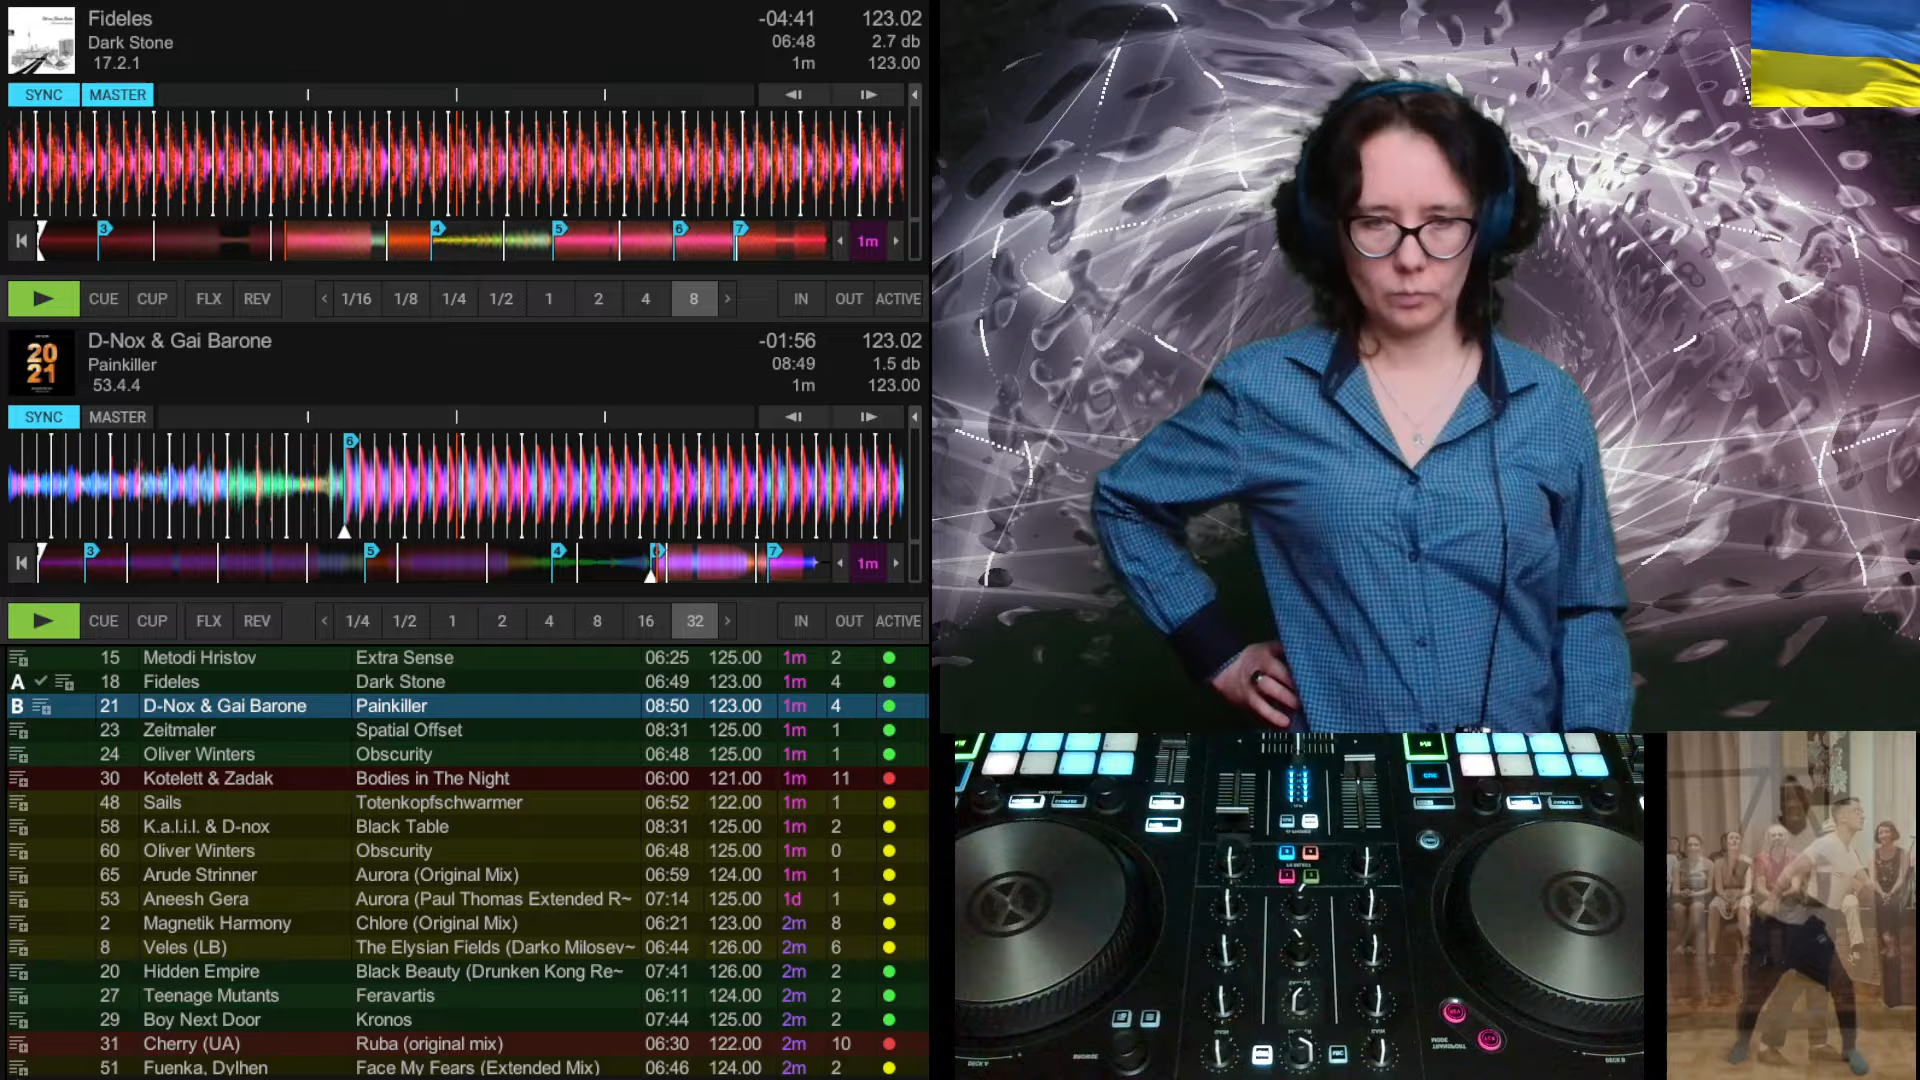 Fideles -04:41 123.02
Dark Stone 06:48 2.7 db
17.2.1 1m 123.00
SYNC MASTER
3 4 5 6 7
1m
CUE CUP FLX REV 1/16 1/8 1/4 1/2 1 2 4 8 IN OUT ACTIVE
20 21
D-Nox & Gai Barone -01:56 123.02
Painkiller 08:49 1.5 db
53.4.4 1m 123.00
SYNC MASTER
6
3 5 4 7
1m
CUE CUP FLX REV 1/4 1/2 1 2 4 8 16 32 IN OUT ACTIVE
15 Metodi Hristov Extra Sense 06:25 125.00 1m 2
A 18 Fideles Dark Stone 06:49 123.00 1m 4
B 21 D-Nox & Gai Barone Painkiller 08:50 123.00 1m 4
23 Zeitmaler Spatial Offset 08:31 125.00 1m 1
24 Oliver Winters Obscurity 06:48 125.00 1m 1
30 Kotelett & Zadak Bodies in The Night 06:00 121.00 1m 11
48 Sails Totenkopfschwarmer 06:52 122.00 1m 1
58 K.a.l.i.l. & D-nox Black Table 08:31 125.00 1m 2
60 Oliver Winters Obscurity 06:48 125.00 1m 0
65 Arude Strinner Aurora (Original Mix) 06:59 124.00 1m 1
53 Aneesh Gera Aurora (Paul Thomas Extended R~ 07:14 125.00 1d 1
2 Magnetik Harmony Chlore (Original Mix) 06:21 123.00 2m 8
8 Veles (LB) The Elysian Fields (Darko Milosev~ 06:44 126.00 2m 6
20 Hidden Empire Black Beauty (Drunken Kong Re~ 07:41 126.00 2m 2
27 Teenage Mutants Feravartis 06:11 124.00 2m 2
29 Boy Next Door Kronos 07:44 125.00 2m 2
31 Cherry (UA) Ruba (original mix) 06:30 122.00 2m 10
51 Fuenka, Dylhen Face My Fears (Extended Mix) 06:46 124.00 2m 2